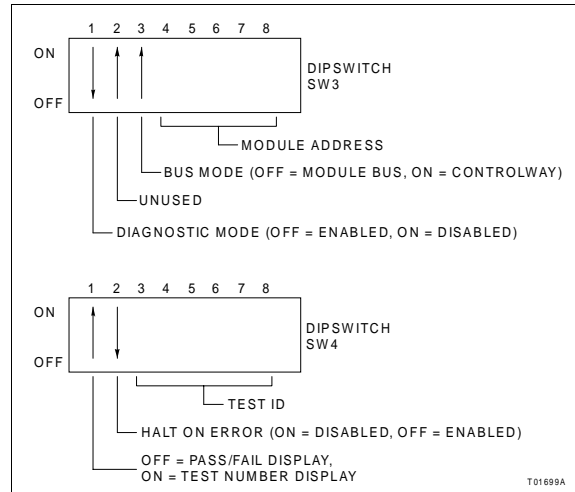 1 2 3 4 5 6 7 8
ON
OFF
DIPSWITCH
SW3
MODULE ADDRESS
BUS MODE (OFF = MODULE BUS, ON = CONTROLWAY)
UNUSED
DIAGNOSTIC MODE (OFF = ENABLED, ON = DISABLED)
1 2 3 4 5 6 7 8
ON
OFF
DIPSWITCH
SW4
TEST ID
HALT ON ERROR (ON = DISABLED, OFF = ENABLED)
OFF = PASS/FAIL DISPLAY,
ON = TEST NUMBER DISPLAY
T01699A